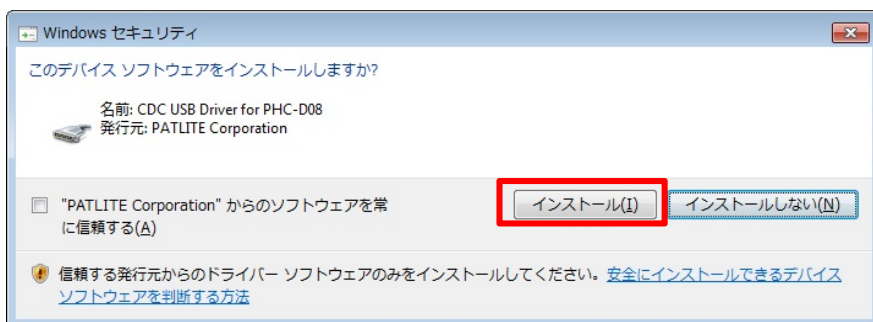 Windows セキュリティ
このデバイス ソフトウェアをインストールしますか?
名前: CDC USB Driver for PHC-D08
発行元: PATLITE Corporation
"PATLITE Corporation" からのソフトウェアを常
に信頼する(A)
インストール(I)
インストールしない(N)
信頼する発行元からのドライバー ソフトウェアのみをインストールしてください。安全にインストールできるデバイス
ソフトウェアを判断する方法